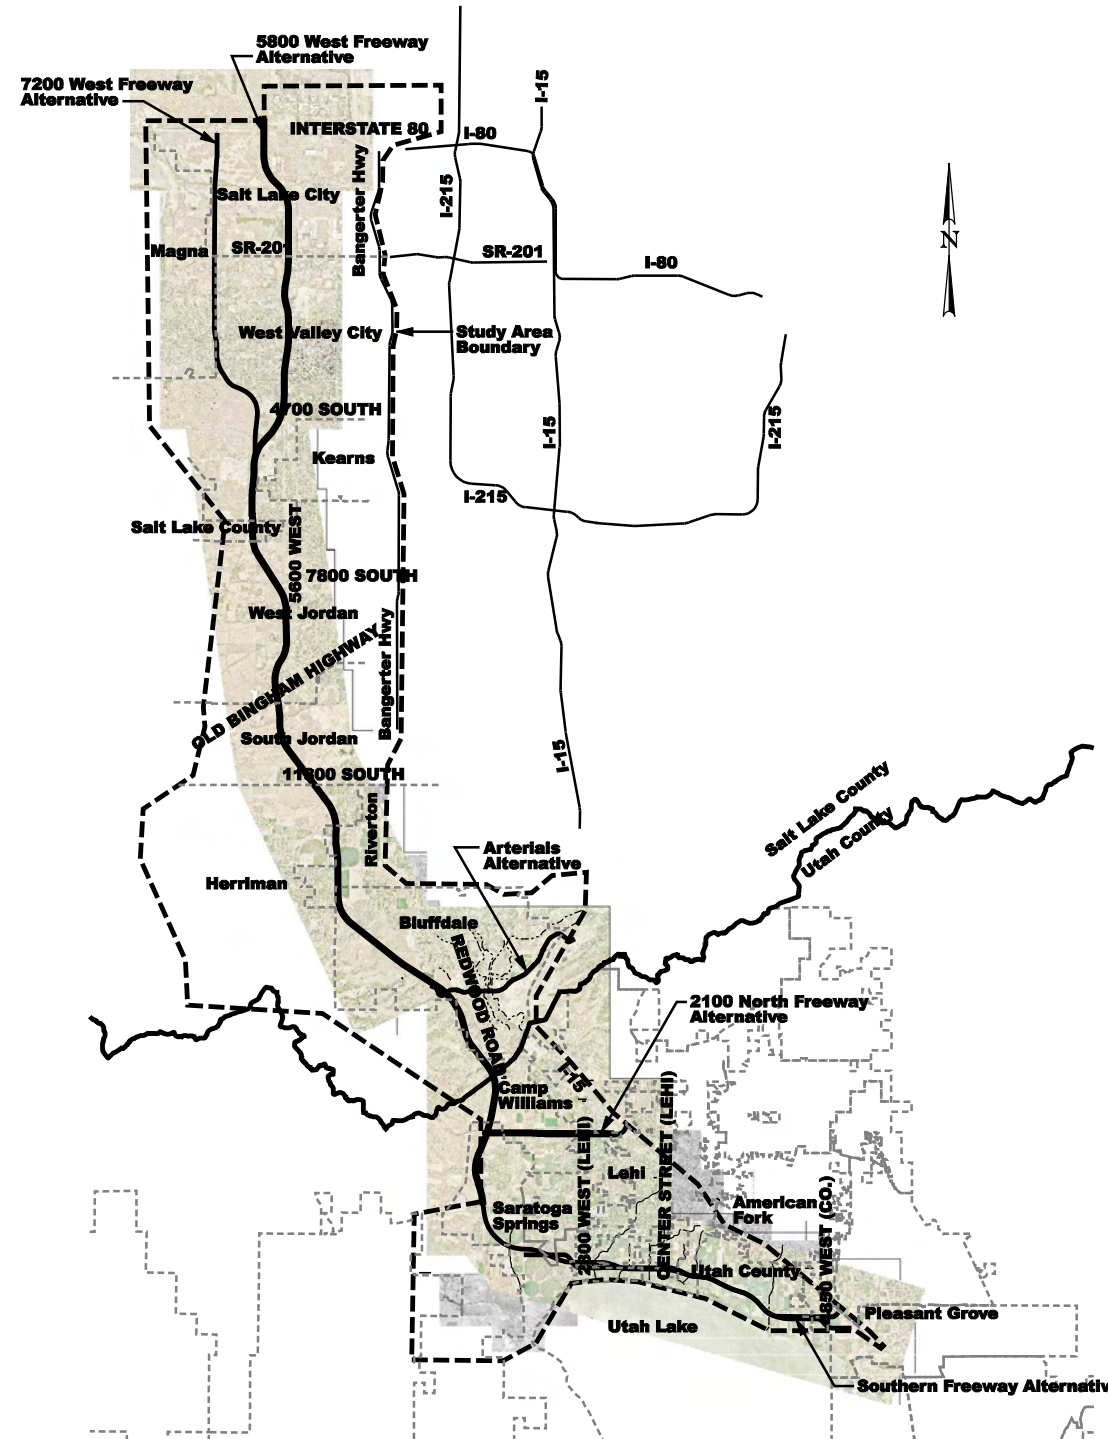 5800 West Freeway
Alternative
7200 West Freeway
Alternative
INTERSTATE 80
I-80
I-15
Bangerter Hwy
I-215
Salt Lake City
Magna
SR-201
SR-201
I-80
West Valley City
Study Area
Boundary
N
4700 SOUTH
I-15
I-215
Kearns
I-215
Salt Lake County
5600 WEST
7800 SOUTH
West Jordan
OLD BINGHAM HIGHWAY
Bangerter Hwy
South Jordan
I-15
11800 SOUTH
Riverton
Salt Lake County
Utah County
Arterials
Alternative
Herriman
Bluffdale
REDWOOD ROAD
2100 North Freeway
Alternative
I-15
Camp
Williams
2300 WEST (LEHI)
CENTER STREET (LEHI)
Lehi
Saratoga
Springs
American
Fork
Utah County
WEST (CO.)
Pleasant Grove
Utah Lake
Southern Freeway Alternativ